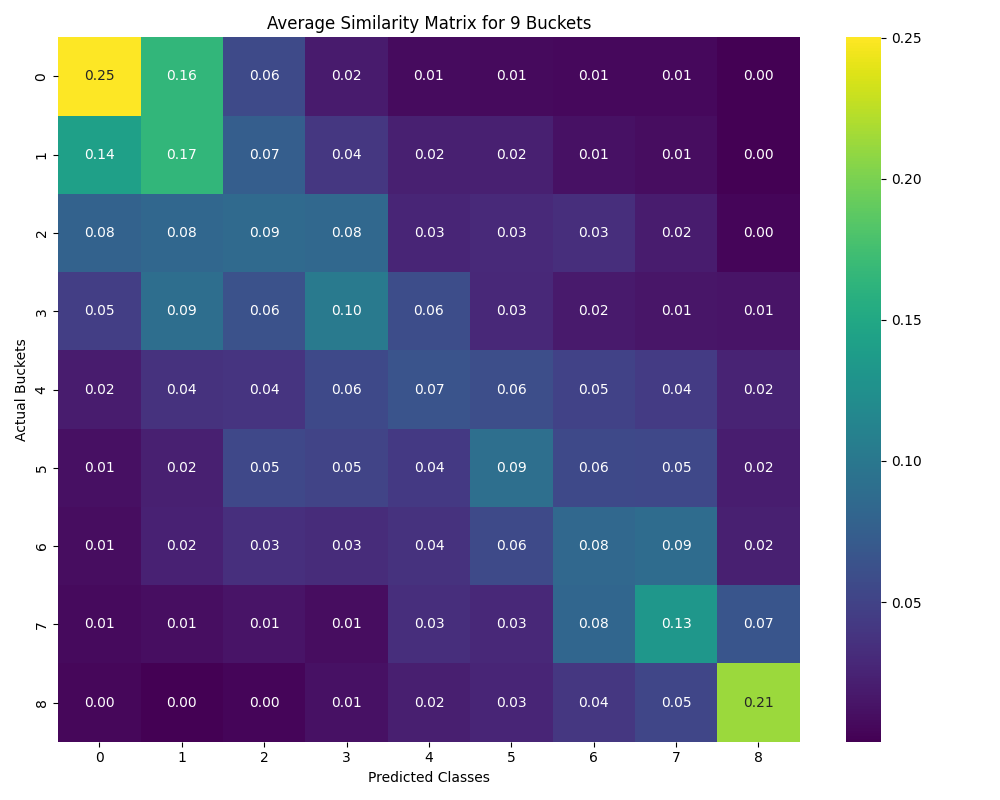 Average Similarity Matrix for 9 Buckets
0 0.25 0.16 0.06 0.02 0.01 0.01 0.01 0.01 0.00
1 0.14 0.17 0.07 0.04 0.02 0.02 0.01 0.01 0.00
2 0.08 0.08 0.09 0.08 0.03 0.03 0.03 0.02 0.00
3 0.05 0.09 0.06 0.10 0.06 0.03 0.02 0.01 0.01
4 0.02 0.04 0.04 0.06 0.07 0.06 0.05 0.04 0.02
5 0.01 0.02 0.05 0.05 0.04 0.09 0.06 0.05 0.02
6 0.01 0.02 0.03 0.03 0.04 0.06 0.08 0.09 0.02
7 0.01 0.01 0.01 0.01 0.03 0.03 0.08 0.13 0.07
8 0.00 0.00 0.00 0.01 0.02 0.03 0.04 0.05 0.21
0 1 2 3 4 5 6 7 8
Predicted Classes
Actual Buckets
0.25
0.20
0.15
0.10
0.05